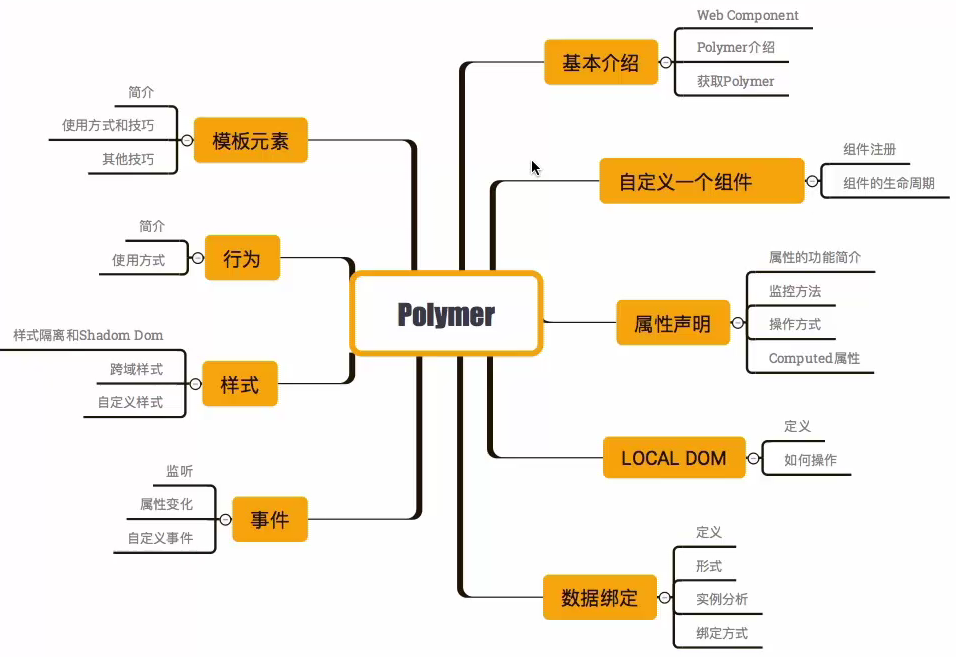 Polymer
基本介绍
Web Component
Polymer介绍
获取Polymer
自定义一个组件
组件注册
组件的生命周期
属性声明
属性的功能简介
监控方法
操作方式
Computed属性
LOCAL DOM
定义
如何操作
数据绑定
定义
形式
实例分析
绑定方式
模板元素
简介
使用方式和技巧
其他技巧
行为
简介
使用方式
样式
样式隔离和Shadom Dom
跨域样式
自定义样式
事件
监听
属性变化
自定义事件